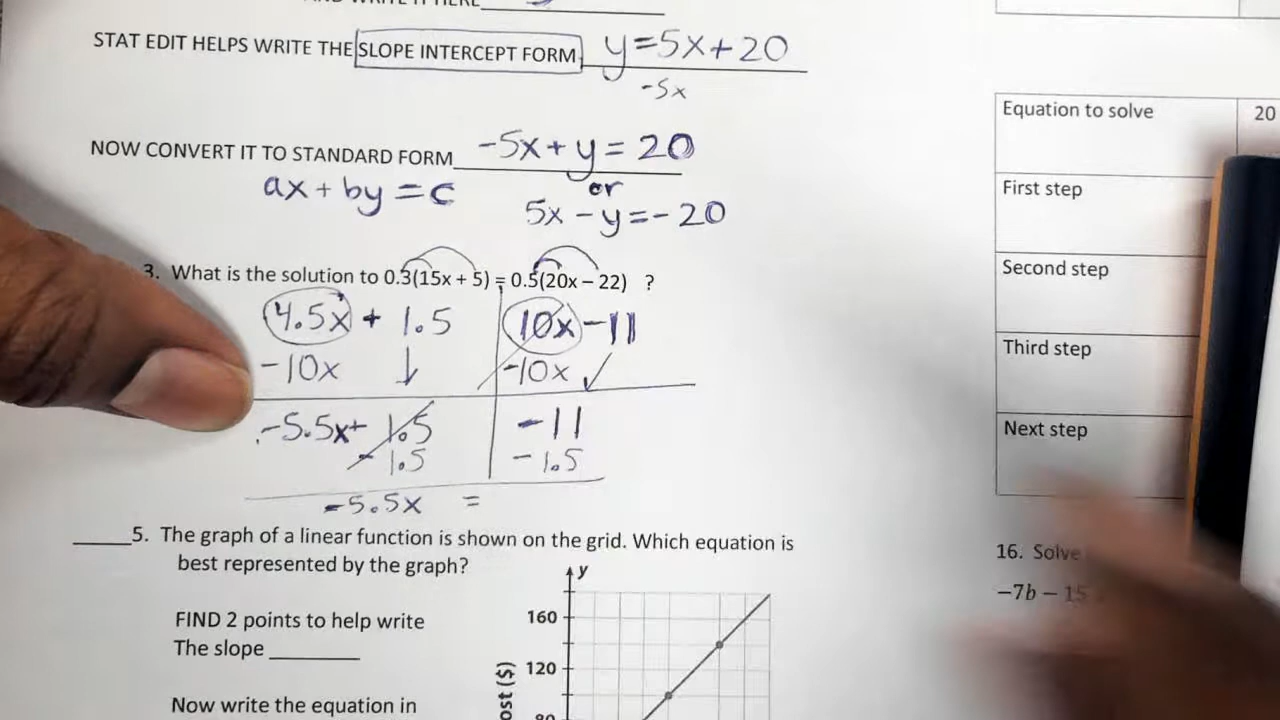 STAT EDIT HELPS WRITE THE SLOPE INTERCEPT FORM y=5x+20
-5x
NOW CONVERT IT TO STANDARD FORM -5x+y=20
ax+by=c
or
5x-y=-20
3. What is the solution to 0.3(15x + 5) = 0.5(20x − 22) ?
4.5x + 1.5 10x-11
-10x -10x
-5.5x+ 1.5 -11
-1.5 -1.5
-5.5x =
_____5. The graph of a linear function is shown on the grid. Which equation is
best represented by the graph?
FIND 2 points to help write
The slope ________
Now write the equation in
y
160
120
80
ost ($)
Equation to solve 20
First step
Second step
Third step
Next step
16. Solve
−7b − 15